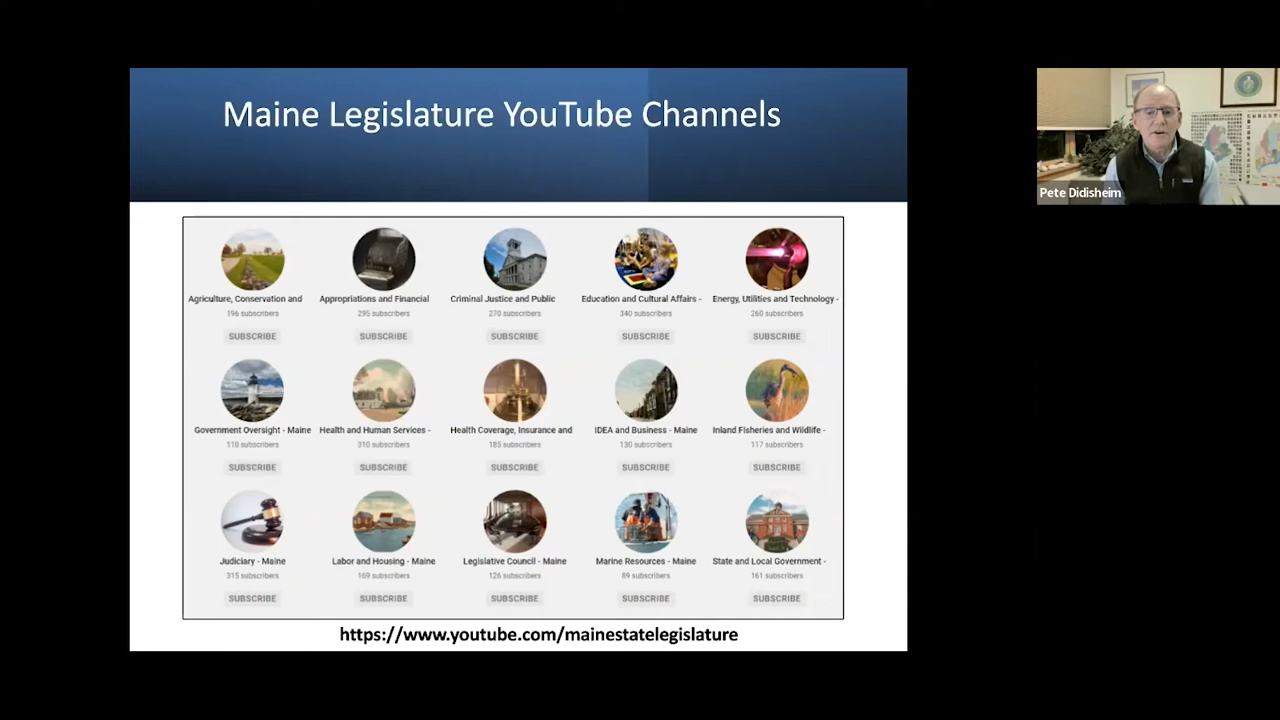 Maine Legislature YouTube Channels
Pete Didisheim
Agriculture, Conservation and
Appropriations and Financial
Criminal Justice and Public
Education and Cultural Affairs -
Energy, Utilities and Technology -
196 subscribers
295 subscribers
270 subscribers
340 subscribers
260 subscribers
SUBSCRIBE
SUBSCRIBE
SUBSCRIBE
SUBSCRIBE
SUBSCRIBE
Government Oversight - Maine
Health and Human Services -
Health Coverage, Insurance and
IDEA and Business - Maine
Inland Fisheries and Wildlife -
110 subscribers
310 subscribers
185 subscribers
130 subscribers
117 subscribers
SUBSCRIBE
SUBSCRIBE
SUBSCRIBE
SUBSCRIBE
SUBSCRIBE
Judiciary - Maine
Labor and Housing - Maine
Legislative Council - Maine
Marine Resources - Maine
State and Local Government -
315 subscribers
169 subscribers
126 subscribers
89 subscribers
161 subscribers
SUBSCRIBE
SUBSCRIBE
SUBSCRIBE
SUBSCRIBE
SUBSCRIBE
https://www.youtube.com/mainestatelegislature